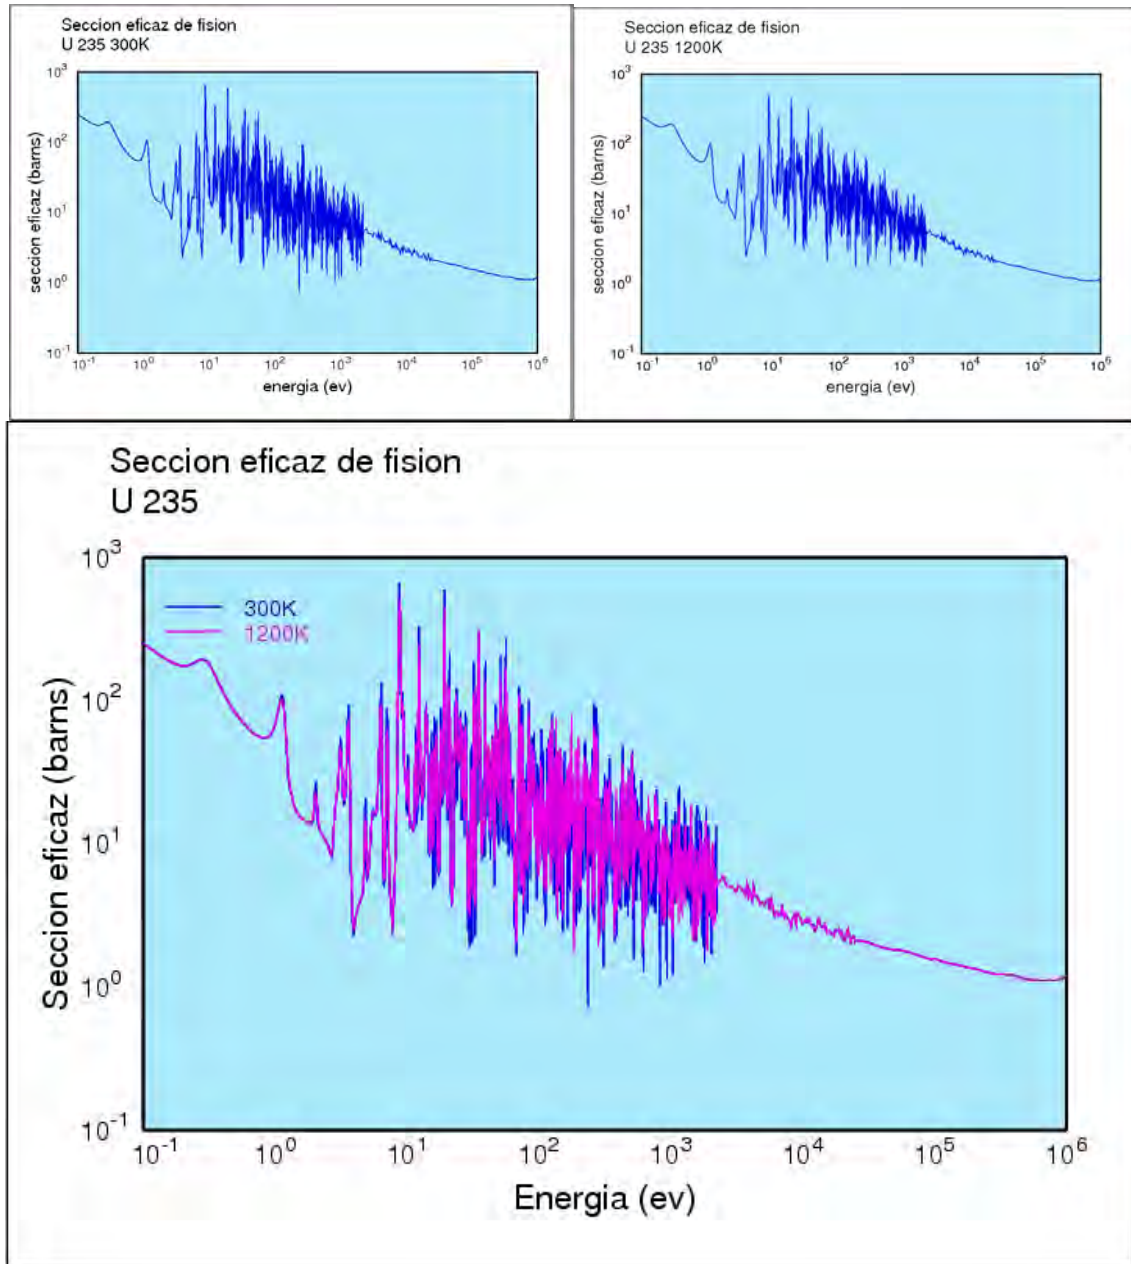 Seccion eficaz de fision
U 235 300K
seccion eficaz (barns)
10³
10²
10¹
10⁰
10⁻¹
10⁻¹ 10⁰ 10¹ 10² 10³ 10⁴ 10⁵ 10⁶
energia (ev)
Seccion eficaz de fision
U 235 1200K
seccion eficaz (barns)
10³
10²
10¹
10⁰
10⁻¹
10⁻¹ 10⁰ 10¹ 10² 10³ 10⁴ 10⁵ 10⁶
energia (ev)
Seccion eficaz de fision
U 235
300K
1200K
Seccion eficaz (barns)
10³
10²
10¹
10⁰
10⁻¹
10⁻¹ 10⁰ 10¹ 10² 10³ 10⁴ 10⁵ 10⁶
Energia (ev)